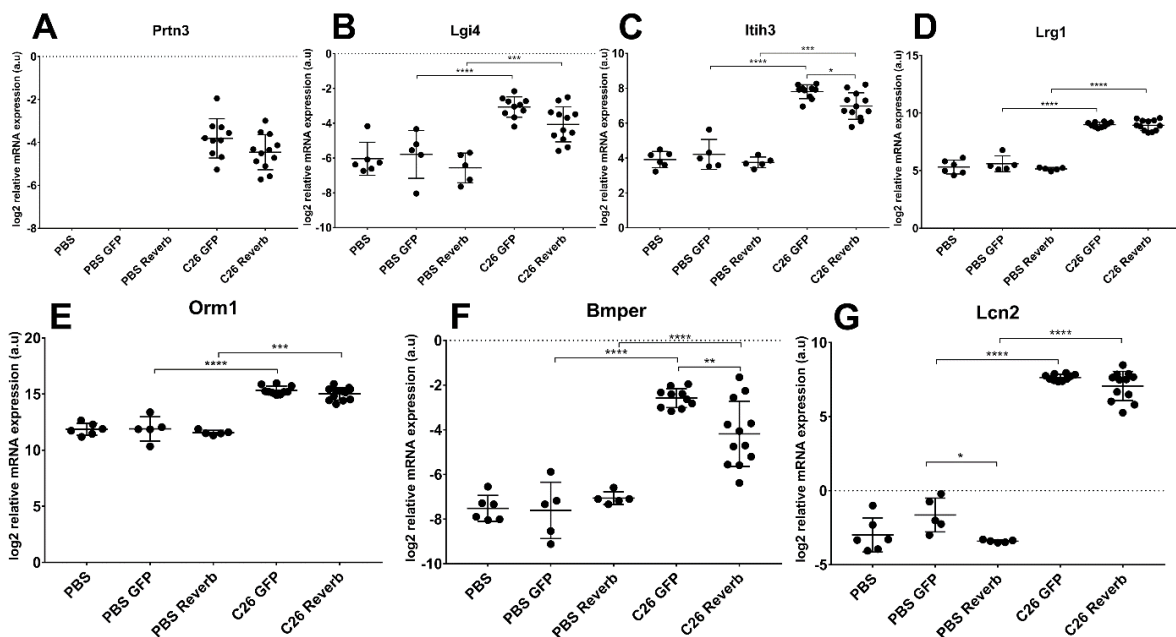 A
Prtn3
log2 relative mRNA expression (a.u)
0
-2
-4
-6
-8
PBS
PBS GFP
PBS Reverb
C26 GFP
C26 Reverb
B
Lgi4
log2 relative mRNA expression (a.u)
0
-2
-4
-6
-8
-10
***
****
PBS
PBS GFP
PBS Reverb
C26 GFP
C26 Reverb
C
Itih3
log2 relative mRNA expression (a.u)
10
8
6
4
2
0
***
****
*
PBS
PBS GFP
PBS Reverb
C26 GFP
C26 Reverb
D
Lrg1
log2 relative mRNA expression (a.u)
15
10
5
0
****
****
PBS
PBS GFP
PBS Reverb
C26 GFP
C26 Reverb
E
Orm1
log2 relative mRNA expression (a.u)
20
15
10
5
0
***
****
PBS
PBS GFP
PBS Reverb
C26 GFP
C26 Reverb
F
Bmper
log2 relative mRNA expression (a.u)
0
-2
-4
-6
-8
-10
****
****
**
PBS
PBS GFP
PBS Reverb
C26 GFP
C26 Reverb
G
Lcn2
log2 relative mRNA expression (a.u)
10
5
0
-5
****
****
*
PBS
PBS GFP
PBS Reverb
C26 GFP
C26 Reverb